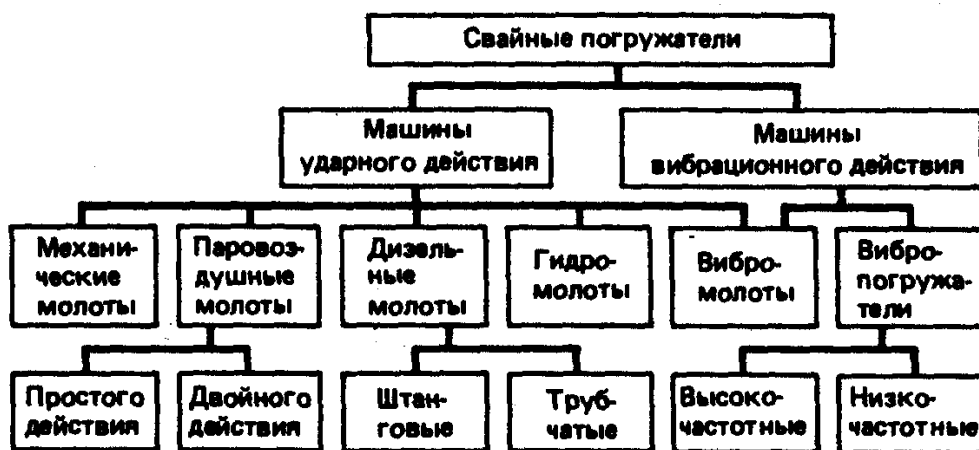 Свайные погружатели
Машины
ударного действия
Машины
вибрационного действия
Механи-
ческие
молоты
Паровоз-
душные
молоты
Дизель-
ные
молоты
Гидро-
молоты
Вибро-
молоты
Вибро-
погружа-
тели
Простого
действия
Двойного
действия
Штан-
говые
Труб-
чатые
Высоко-
частотные
Низко-
частотные